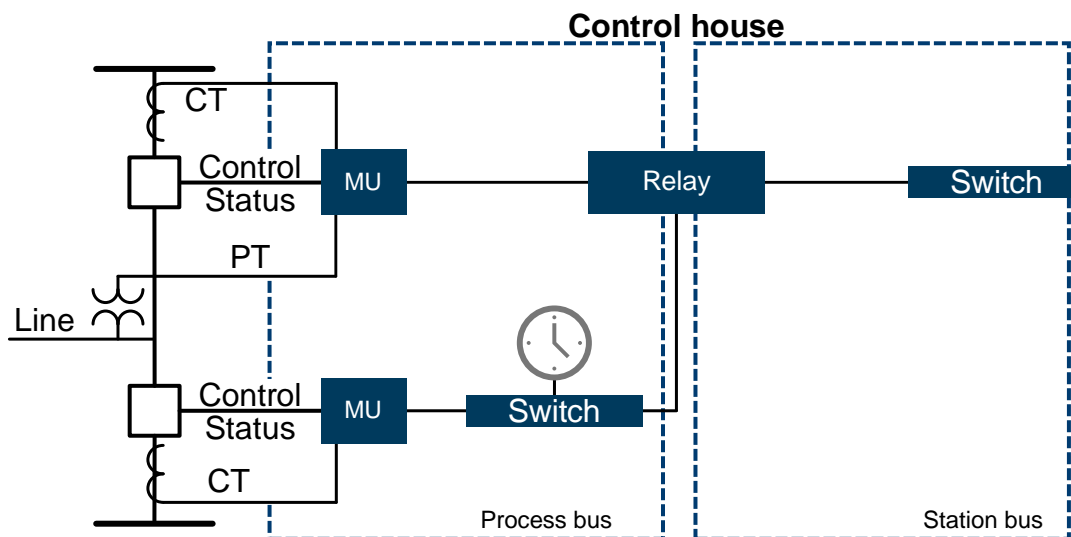 Control house
CT
Control
Status
MU
Relay
Switch
PT
Line
Control
Status
MU
Switch
CT
Process bus
Station bus